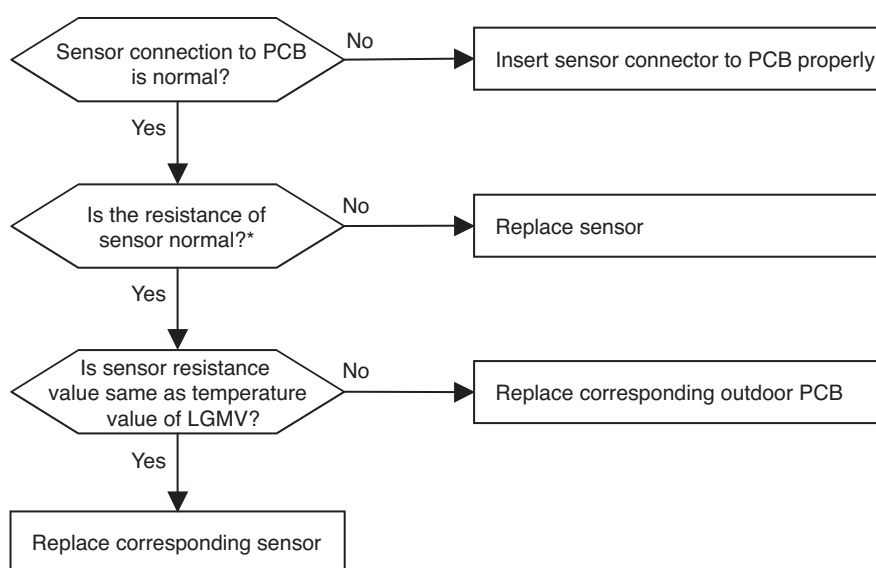 Sensor connection to PCB
is normal?
No
Insert sensor connector to PCB properly
Yes
Is the resistance of
sensor normal?*
No
Replace sensor
Yes
Is sensor resistance
value same as temperature
value of LGMV?
No
Replace corresponding outdoor PCB
Yes
Replace corresponding sensor